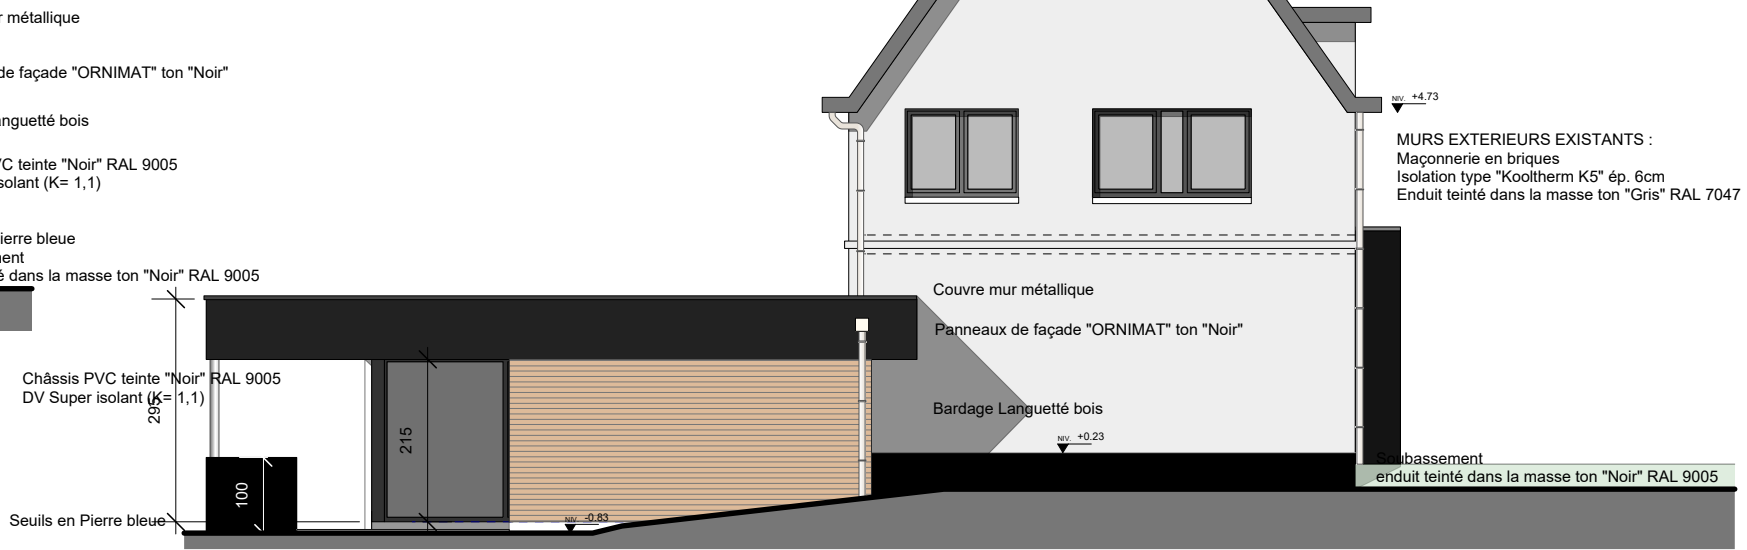 r métallique
de façade "ORNIMAT" ton "Noir"
anguetté bois
VC teinte "Noir" RAL 9005
solant (K= 1,1)
ierre bleue
ment
é dans la masse ton "Noir" RAL 9005
NIV. +4.73
MURS EXTERIEURS EXISTANTS :
Maçonnerie en briques
Isolation type "Kooltherm K5" ép. 6cm
Enduit teinté dans la masse ton "Gris" RAL 7047
Couvre mur métallique
Panneaux de façade "ORNIMAT" ton "Noir"
Châssis PVC teinte "Noir" RAL 9005
DV Super isolant (K= 1,1)
295
215
Bardage Languetté bois
NIV. +0.23
Soubassement
enduit teinté dans la masse ton "Noir" RAL 9005
100
Seuils en Pierre bleue
NIV. -0.83